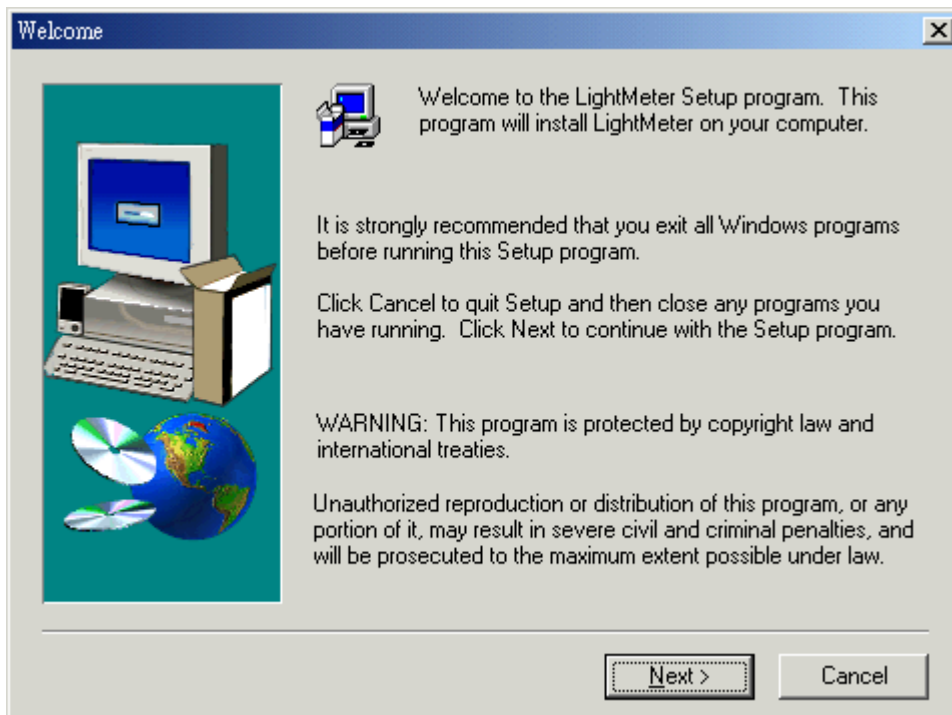 Welcome
Welcome to the LightMeter Setup program.  This
program will install LightMeter on your computer.
It is strongly recommended that you exit all Windows programs
before running this Setup program.
Click Cancel to quit Setup and then close any programs you
have running.  Click Next to continue with the Setup program.
WARNING: This program is protected by copyright law and
international treaties.
Unauthorized reproduction or distribution of this program, or any
portion of it, may result in severe civil and criminal penalties, and
will be prosecuted to the maximum extent possible under law.
Next >
Cancel